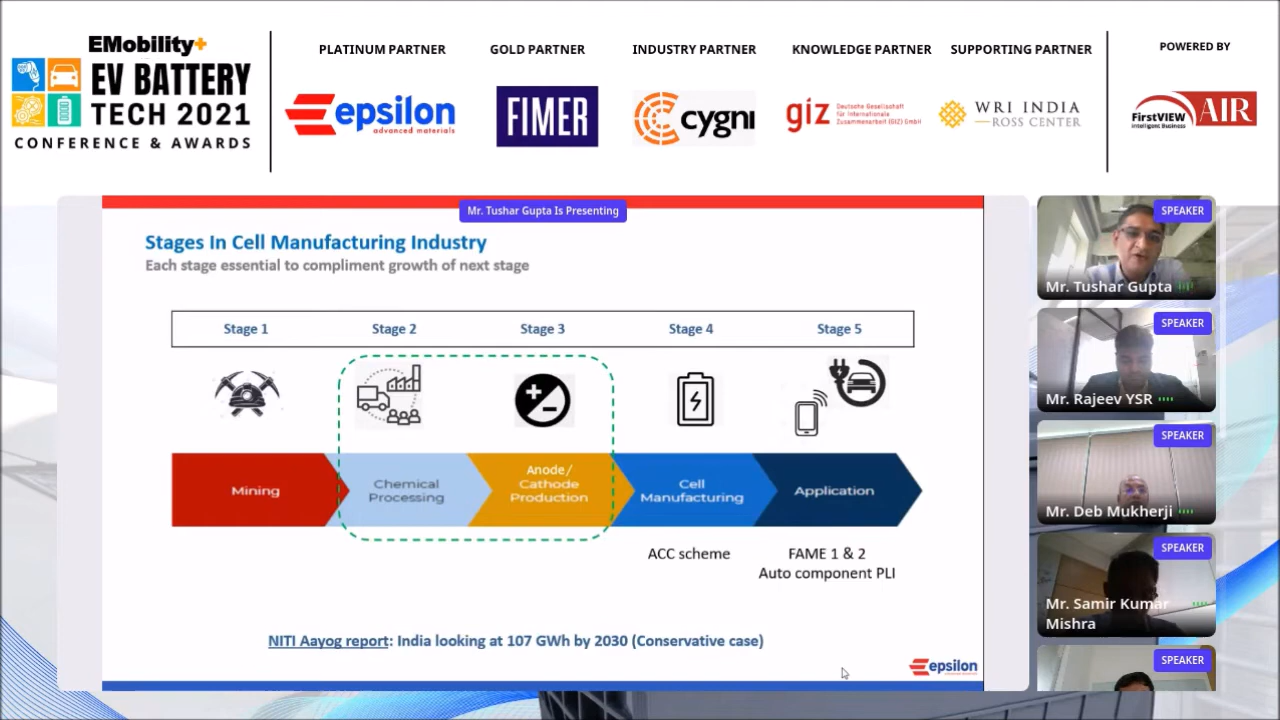 EMobility+
EV BATTERY
TECH 2021
CONFERENCE & AWARDS
PLATINUM PARTNER
epsilon
advanced materials
GOLD PARTNER
FIMER
INDUSTRY PARTNER
cygni
KNOWLEDGE PARTNER
giz
Deutsche Gesellschaft
für Internationale
Zusammenarbeit (GIZ) GmbH
SUPPORTING PARTNER
WRI INDIA
ROSS CENTER
POWERED BY
FirstVIEW
Intelligent Business
AIR
Mr. Tushar Gupta Is Presenting
Stages In Cell Manufacturing Industry
Each stage essential to compliment growth of next stage
Stage 1 Stage 2 Stage 3 Stage 4 Stage 5
Mining
Chemical
Processing
Anode/
Cathode
Production
Cell
Manufacturing
Application
ACC scheme
FAME 1 & 2
Auto component PLI
NITI Aayog report: India looking at 107 GWh by 2030 (Conservative case)
epsilon
advanced materials
SPEAKER
Mr. Tushar Gupta
SPEAKER
Mr. Rajeev YSR
SPEAKER
Mr. Deb Mukherji
SPEAKER
Mr. Samir Kumar
Mishra
SPEAKER